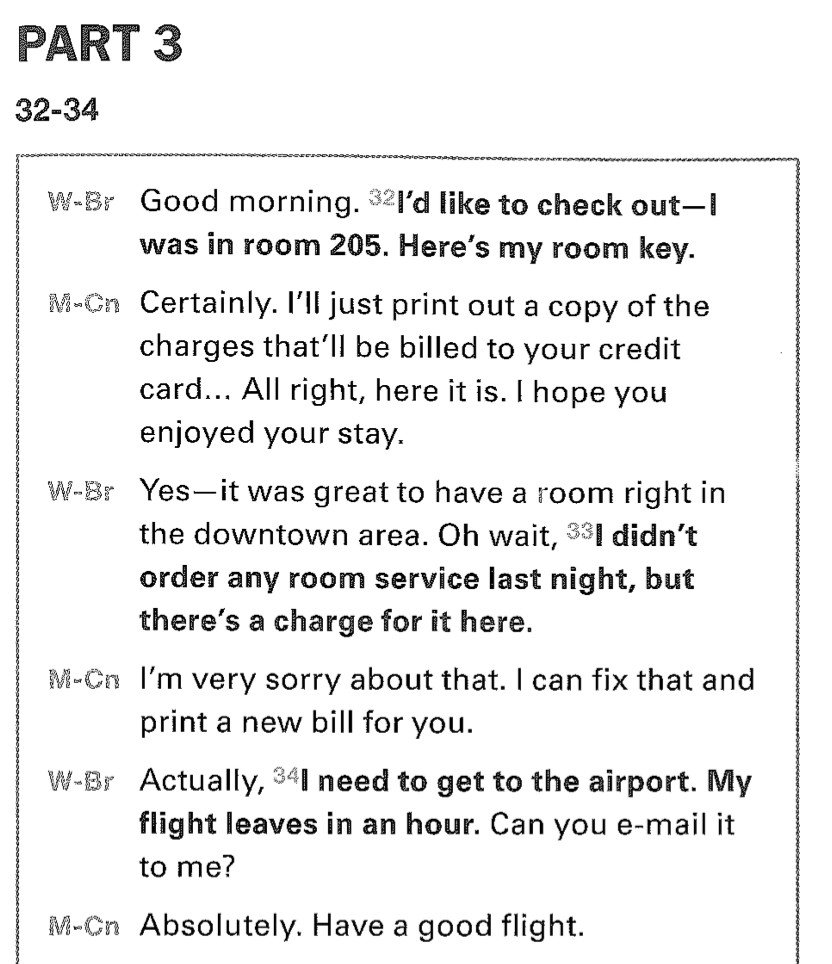 PART 3
32-34
W-Br Good morning. 32I'd like to check out—I
was in room 205. Here's my room key.
M-Cn Certainly. I'll just print out a copy of the
charges that'll be billed to your credit
card... All right, here it is. I hope you
enjoyed your stay.
W-Br Yes—it was great to have a room right in
the downtown area. Oh wait, 33I didn't
order any room service last night, but
there's a charge for it here.
M-Cn I'm very sorry about that. I can fix that and
print a new bill for you.
W-Br Actually, 34I need to get to the airport. My
flight leaves in an hour. Can you e-mail it
to me?
M-Cn Absolutely. Have a good flight.